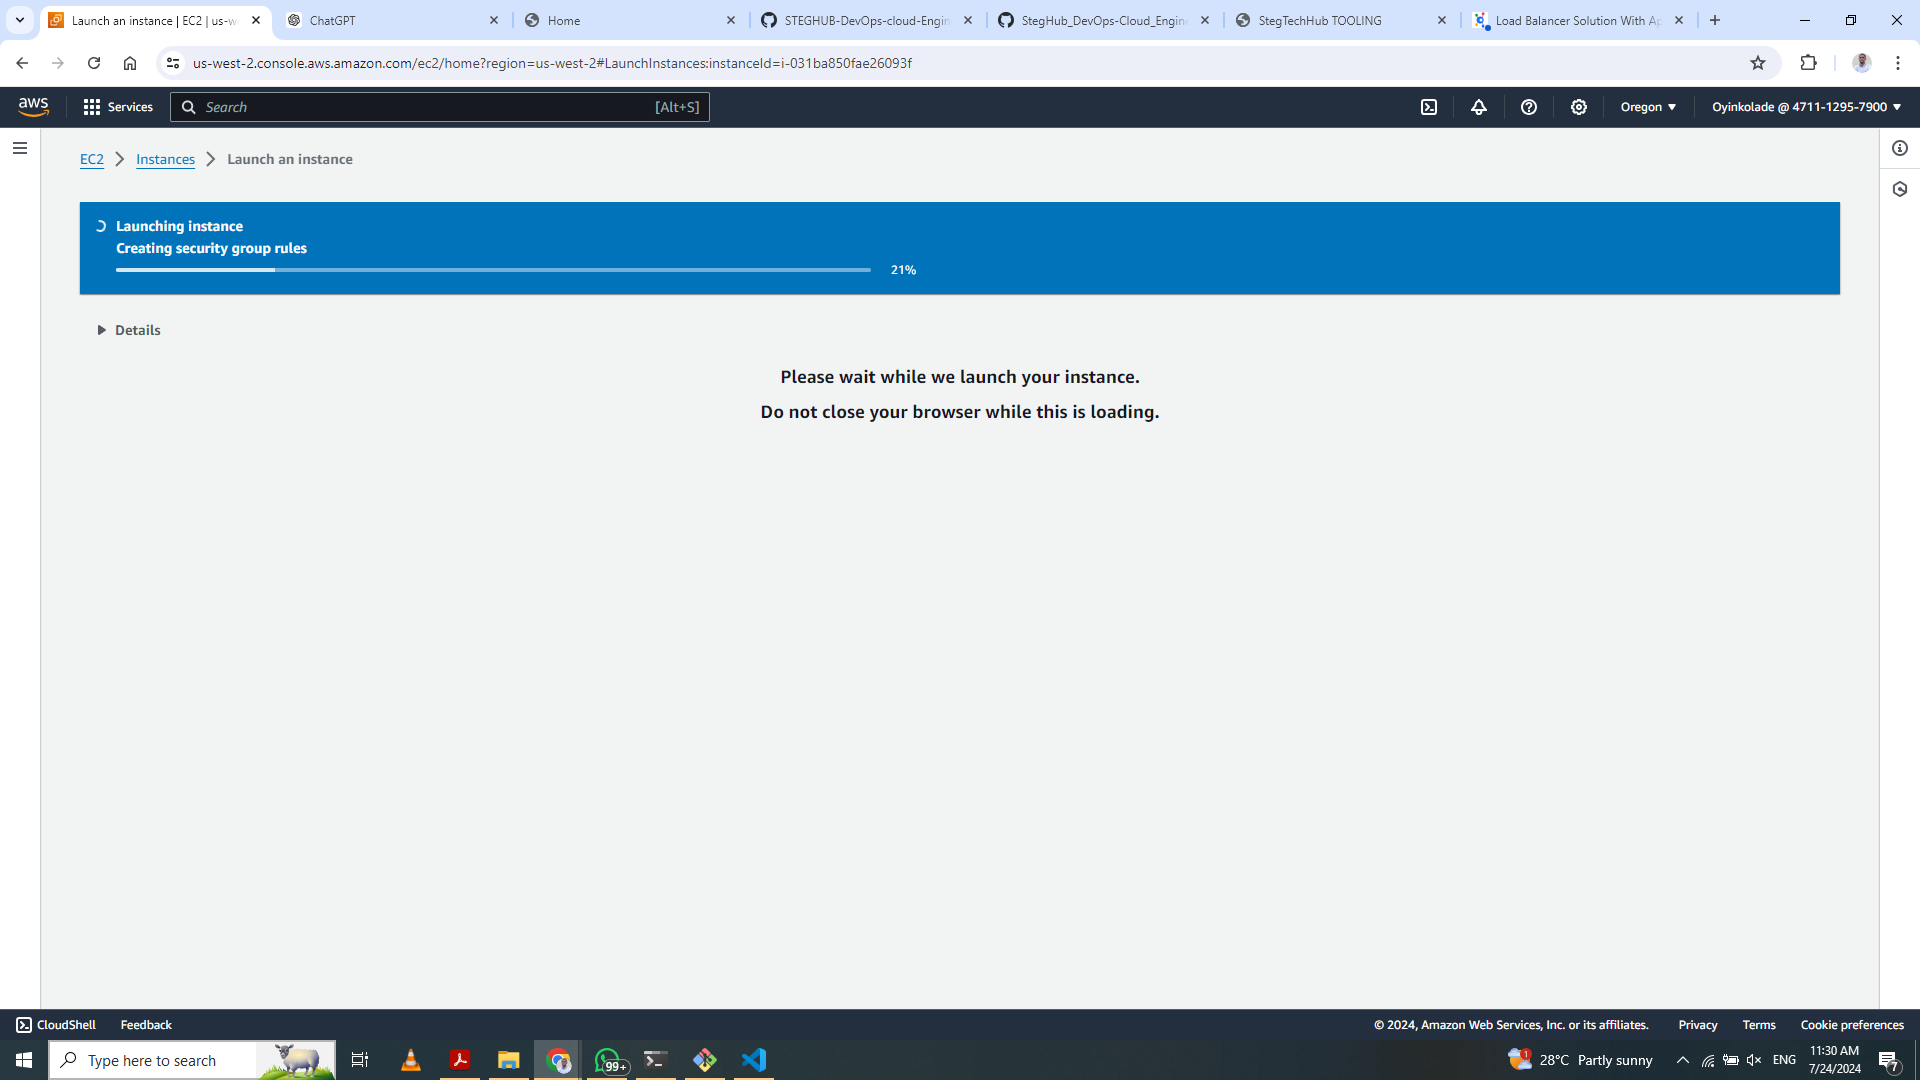 Launch an instance | EC2 | us-w
ChatGPT
Home
STEGHUB-DevOps-cloud-Engin
StegHub_DevOps-Cloud_Engine
StegTechHub TOOLING
Load Balancer Solution With Ap
us-west-2.console.aws.amazon.com/ec2/home?region=us-west-2#LaunchInstances:instanceId=i-031ba850fae26093f
aws
Services
Search
[Alt+S]
Oregon
Oyinkolade @ 4711-1295-7900
EC2
Instances
Launch an instance
Launching instance
Creating security group rules
21%
Details
Please wait while we launch your instance.
Do not close your browser while this is loading.
CloudShell
Feedback
© 2024, Amazon Web Services, Inc. or its affiliates.
Privacy
Terms
Cookie preferences
Type here to search
99+
1
28°C Partly sunny
ENG
11:30 AM
7/24/2024
7